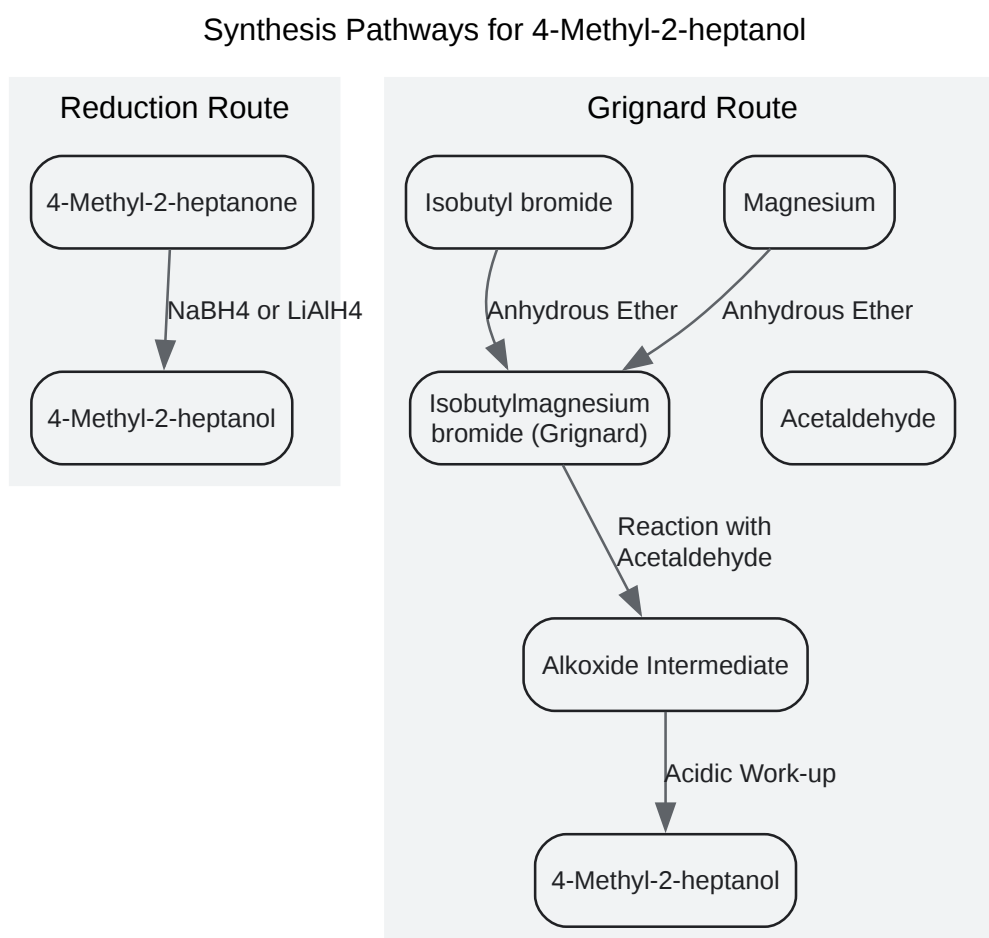 Synthesis Pathways for 4-Methyl-2-heptanol
Reduction Route
4-Methyl-2-heptanone
NaBH4 or LiAlH4
4-Methyl-2-heptanol
Grignard Route
Isobutyl bromide
Magnesium
Anhydrous Ether
Anhydrous Ether
Isobutylmagnesium
bromide (Grignard)
Acetaldehyde
Reaction with
Acetaldehyde
Alkoxide Intermediate
Acidic Work-up
4-Methyl-2-heptanol